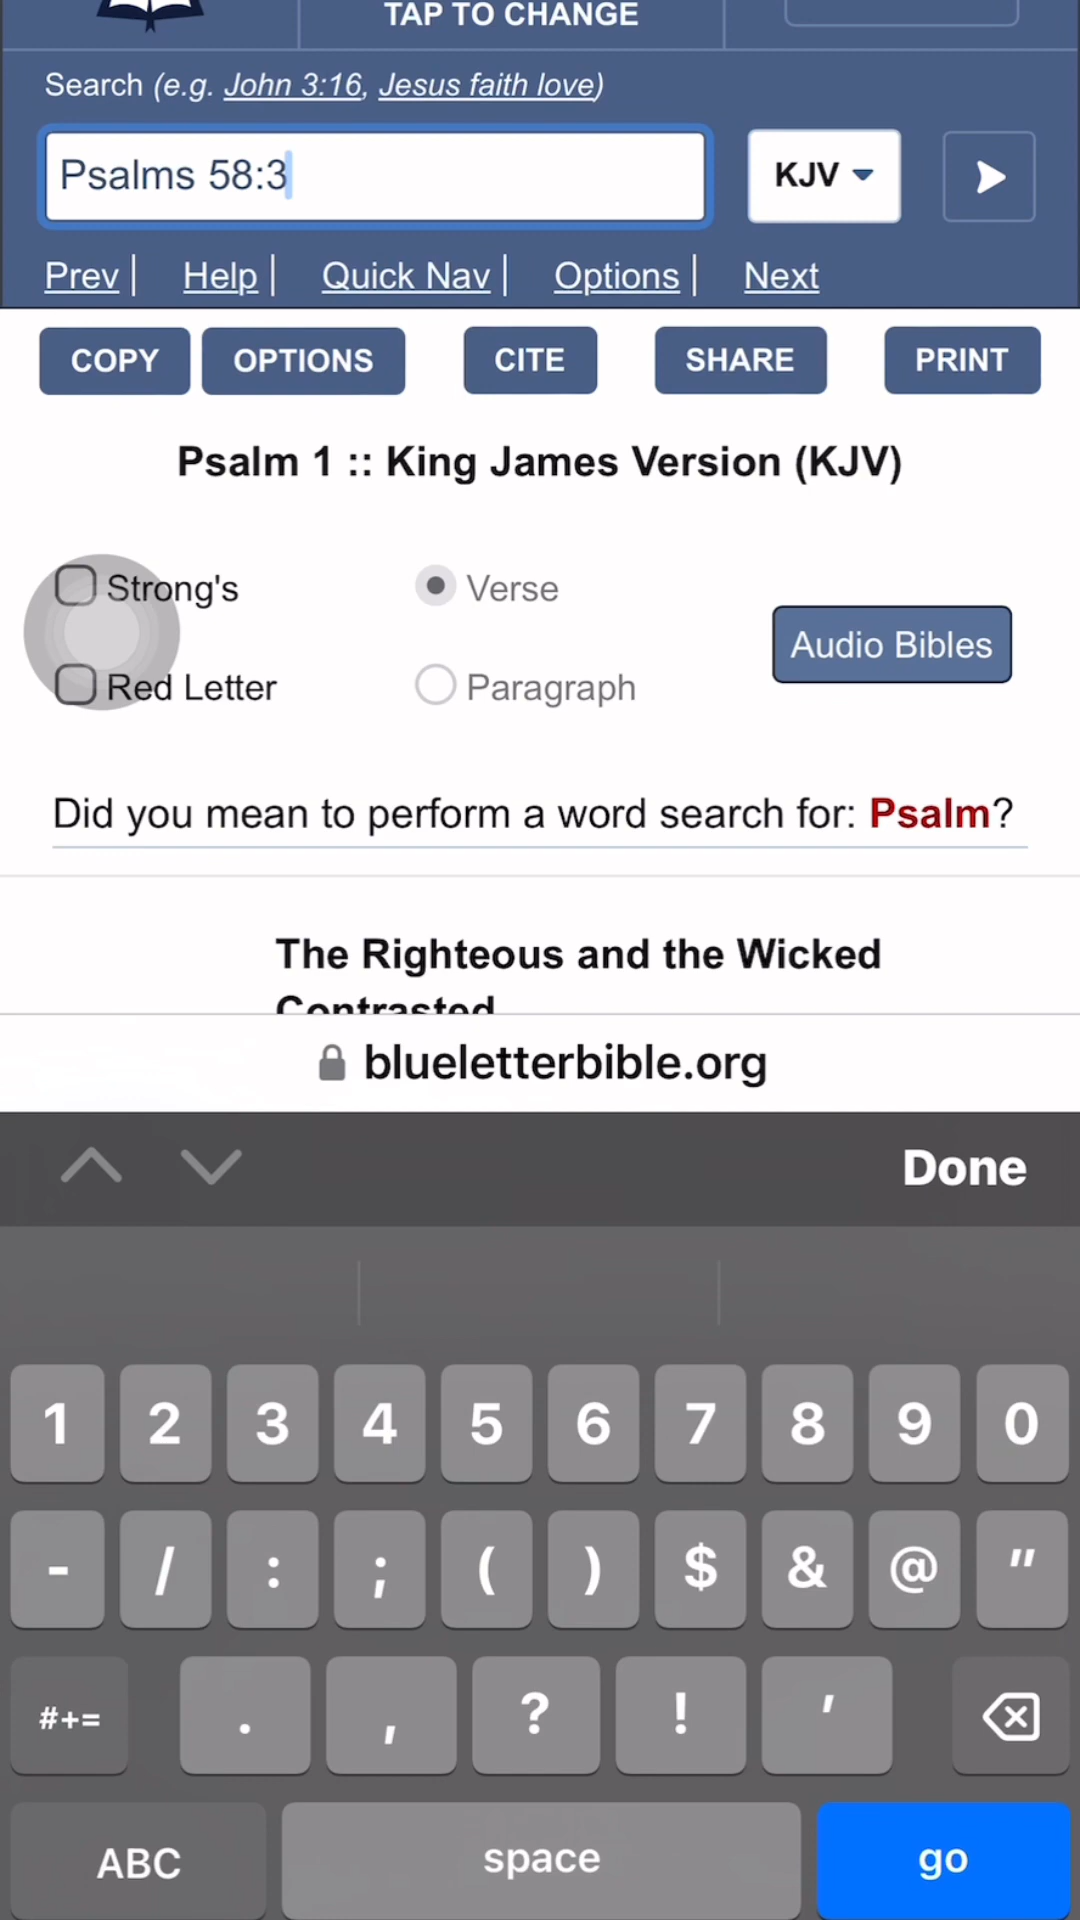 TAP TO CHANGE
Search (e.g. John 3:16, Jesus faith love)
Psalms 58:3
KJV
Prev | Help | Quick Nav | Options | Next
COPY OPTIONS CITE SHARE PRINT
Psalm 1 :: King James Version (KJV)
Strong's Verse
Audio Bibles
Red Letter Paragraph
Did you mean to perform a word search for: Psalm?
The Righteous and the Wicked
Contrasted
blueletterbible.org
Done
1 2 3 4 5 6 7 8 9 0
- / : ; ( ) $ & @ "
#+= . , ? ! '
ABC space go